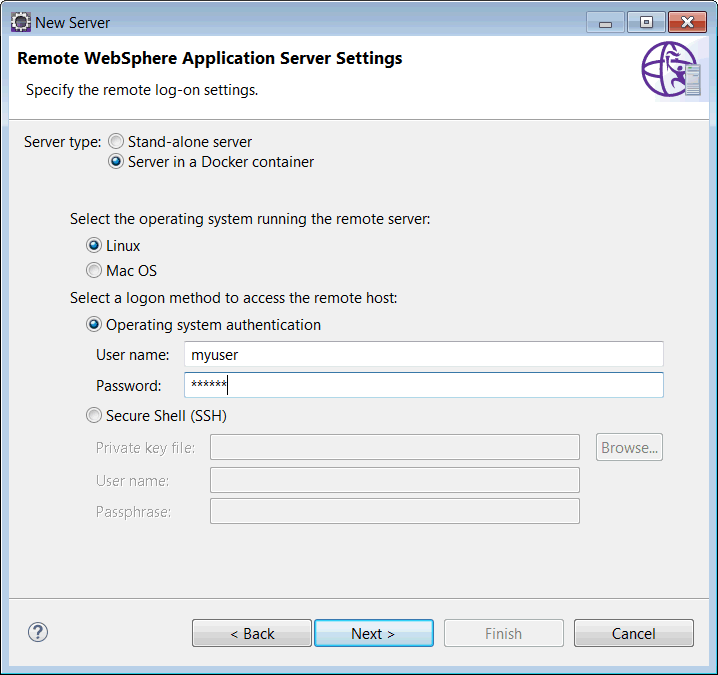 New Server
Remote WebSphere Application Server Settings
Specify the remote log-on settings.
Server type: Stand-alone server
Server in a Docker container
Select the operating system running the remote server:
Linux
Mac OS
Select a logon method to access the remote host:
Operating system authentication
User name: myuser
Password: ******
Secure Shell (SSH)
Private key file: Browse...
User name:
Passphrase:
? < Back Next > Finish Cancel